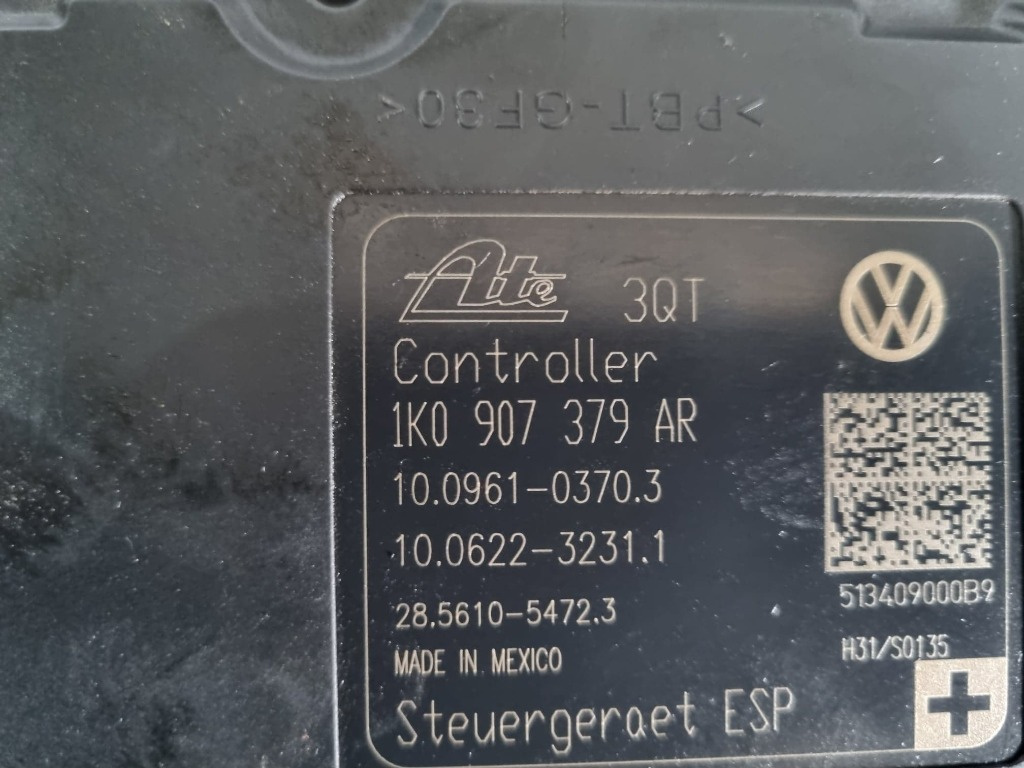 >PBT-GF30<
Ate 3QT
Controller
1K0 907 379 AR
10.0961-0370.3
10.0622-3231.1
28.5610-5472.3
MADE IN MEXICO
Steuergeraet ESP
VW
513409000B9
H31/S0135